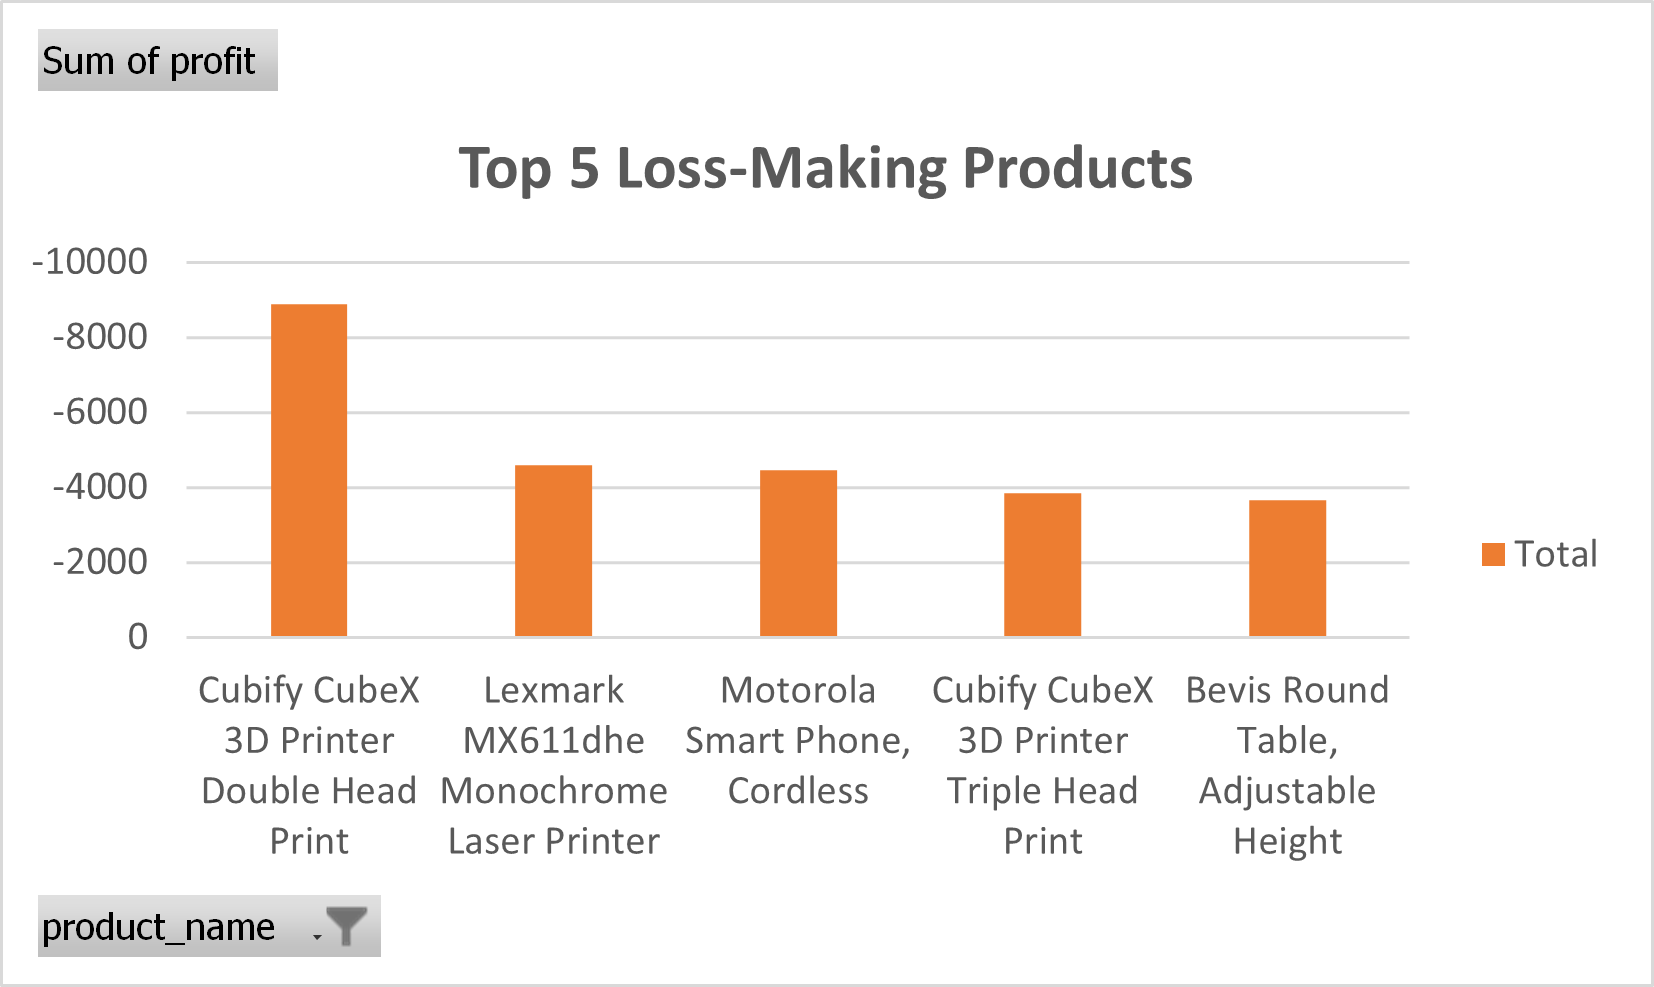 Sum of profit
Top 5 Loss-Making Products
-10000
-8000
-6000
-4000
-2000
0
Total
Cubify CubeX
3D Printer
Double Head
Print
Lexmark
MX611dhe
Monochrome
Laser Printer
Motorola
Smart Phone,
Cordless
Cubify CubeX
3D Printer
Triple Head
Print
Bevis Round
Table,
Adjustable
Height
product_name